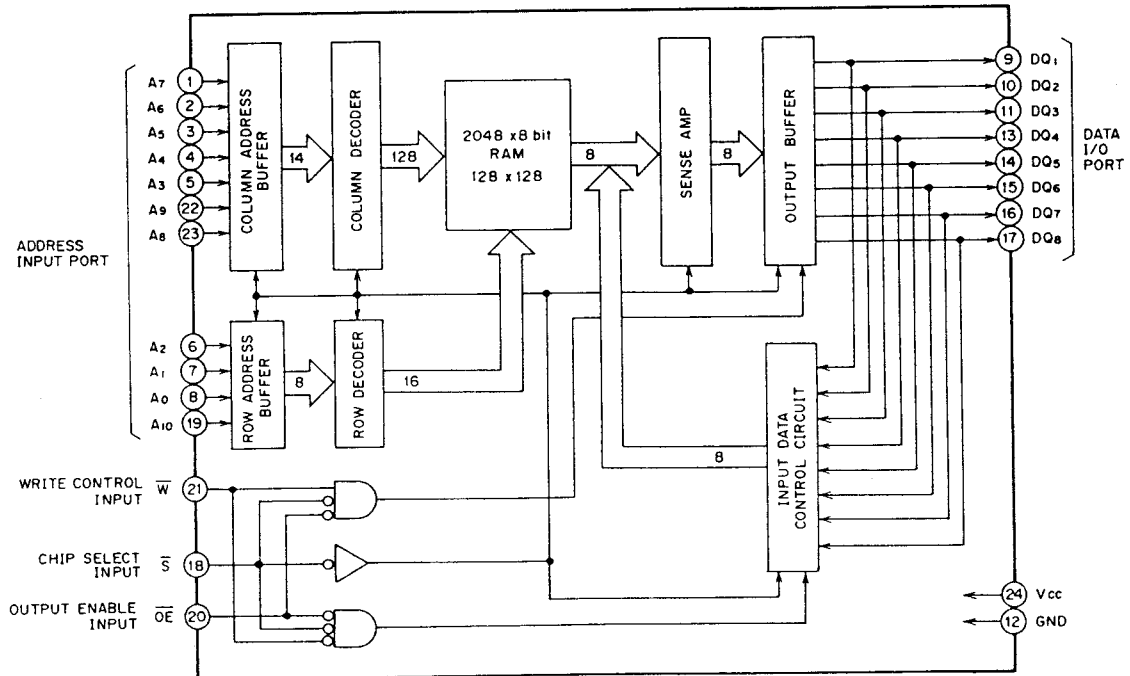 ADDRESS
INPUT PORT
A7 1
A6 2
A5 3
A4 4
A3 5
A9 22
A8 23
A2 6
A1 7
A0 8
A10 19
COLUMN ADDRESS
BUFFER
14
COLUMN DECODER
128
2048 x8 bit
RAM
128 x 128
8
SENSE AMP
8
OUTPUT BUFFER
9 DQ1
10 DQ2
11 DQ3
13 DQ4
14 DQ5
15 DQ6
16 DQ7
17 DQ8
DATA
I/O
PORT
ROW ADDRESS
BUFFER
8
ROW DECODER
16
8
INPUT DATA
CONTROL CIRCUIT
WRITE CONTROL
INPUT W̅ 21
CHIP SELECT
INPUT S̅ 18
OUTPUT ENABLE
INPUT O̅E̅ 20
24 Vcc
12 GND